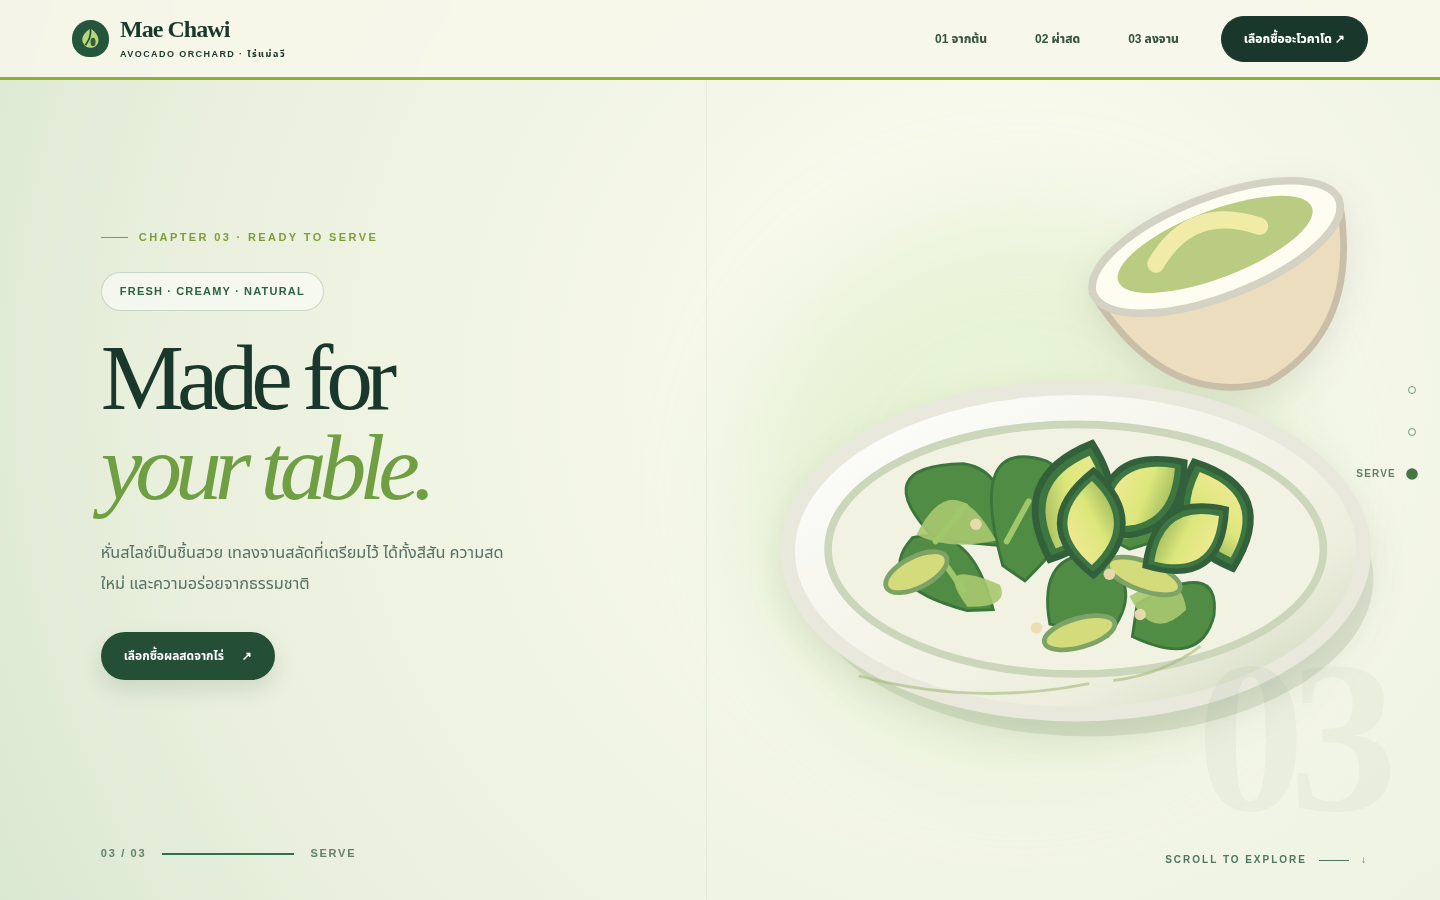 Mae Chawi
AVOCADO ORCHARD · ไร่แม่ฉวี
01 จากต้น
02 ผ่าสด
03 ลงจาน
เลือกซื้ออะโวคาโด ↗
CHAPTER 03 · READY TO SERVE
FRESH · CREAMY · NATURAL
Made for
your table.
หั่นสไลซ์เป็นชิ้นสวย เทลงจานสลัดที่เตรียมไว้ ได้ทั้งสีสัน ความสด
ใหม่ และความอร่อยจากธรรมชาติ
เลือกซื้อผลสดจากไร่ ↗
SERVE
03
03 / 03
SERVE
SCROLL TO EXPLORE ↓